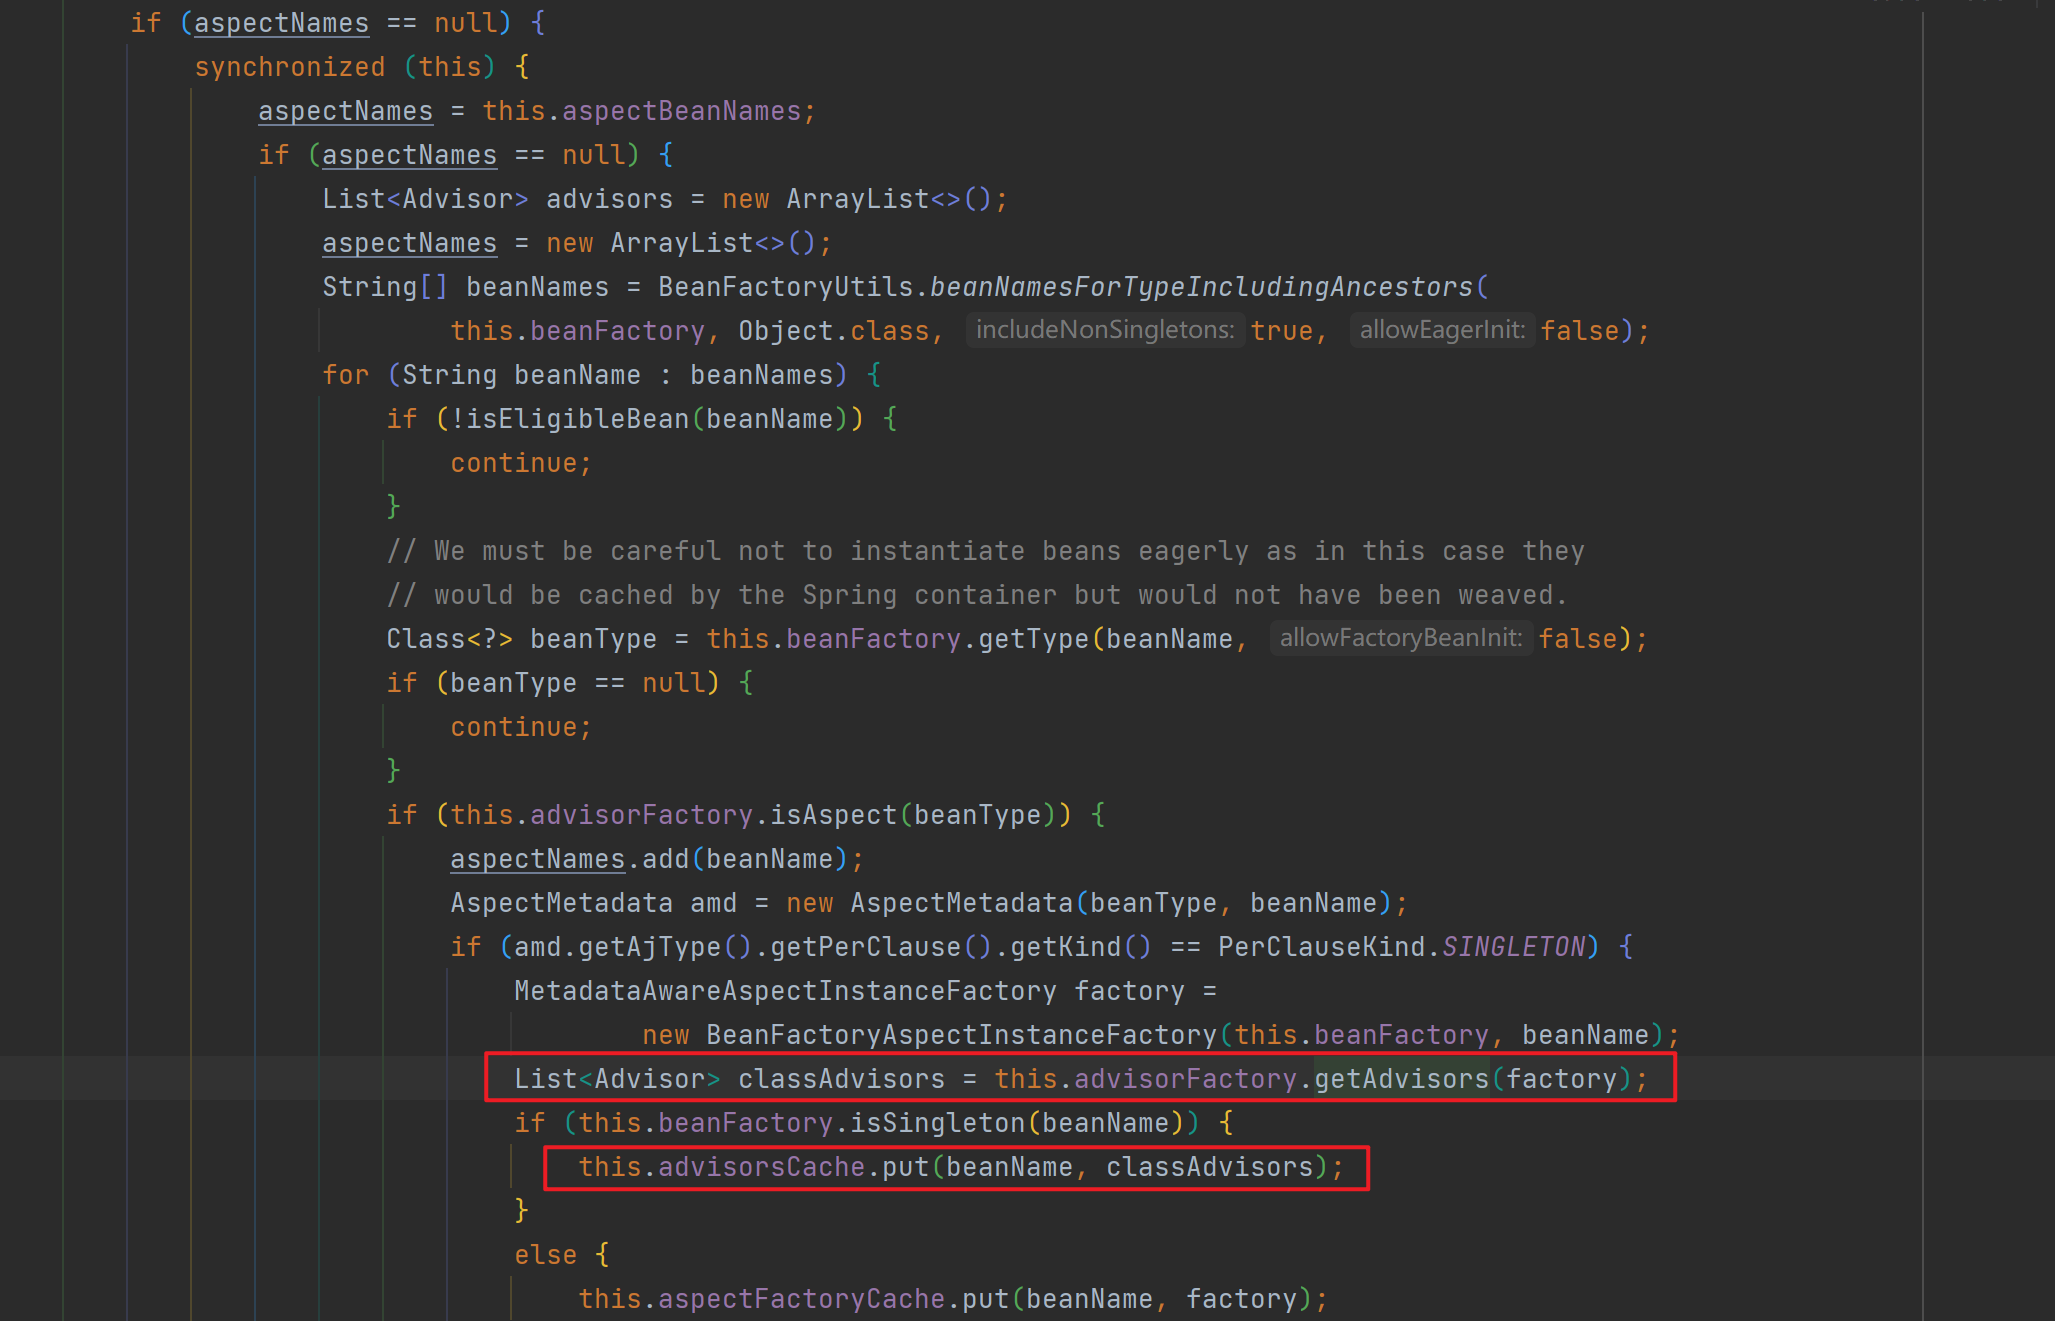 if (aspectNames == null) {
synchronized (this) {
aspectNames = this.aspectBeanNames;
if (aspectNames == null) {
List<Advisor> advisors = new ArrayList<>();
aspectNames = new ArrayList<>();
String[] beanNames = BeanFactoryUtils.beanNamesForTypeIncludingAncestors(
this.beanFactory, Object.class, includeNonSingletons: true, allowEagerInit: false);
for (String beanName : beanNames) {
if (!isEligibleBean(beanName)) {
continue;
}
// We must be careful not to instantiate beans eagerly as in this case they
// would be cached by the Spring container but would not have been weaved.
Class<?> beanType = this.beanFactory.getType(beanName, allowFactoryBeanInit: false);
if (beanType == null) {
continue;
}
if (this.advisorFactory.isAspect(beanType)) {
aspectNames.add(beanName);
AspectMetadata amd = new AspectMetadata(beanType, beanName);
if (amd.getAjType().getPerClause().getKind() == PerClauseKind.SINGLETON) {
MetadataAwareAspectInstanceFactory factory =
new BeanFactoryAspectInstanceFactory(this.beanFactory, beanName);
List<Advisor> classAdvisors = this.advisorFactory.getAdvisors(factory);
if (this.beanFactory.isSingleton(beanName)) {
this.advisorsCache.put(beanName, classAdvisors);
}
else {
this.aspectFactoryCache.put(beanName, factory);